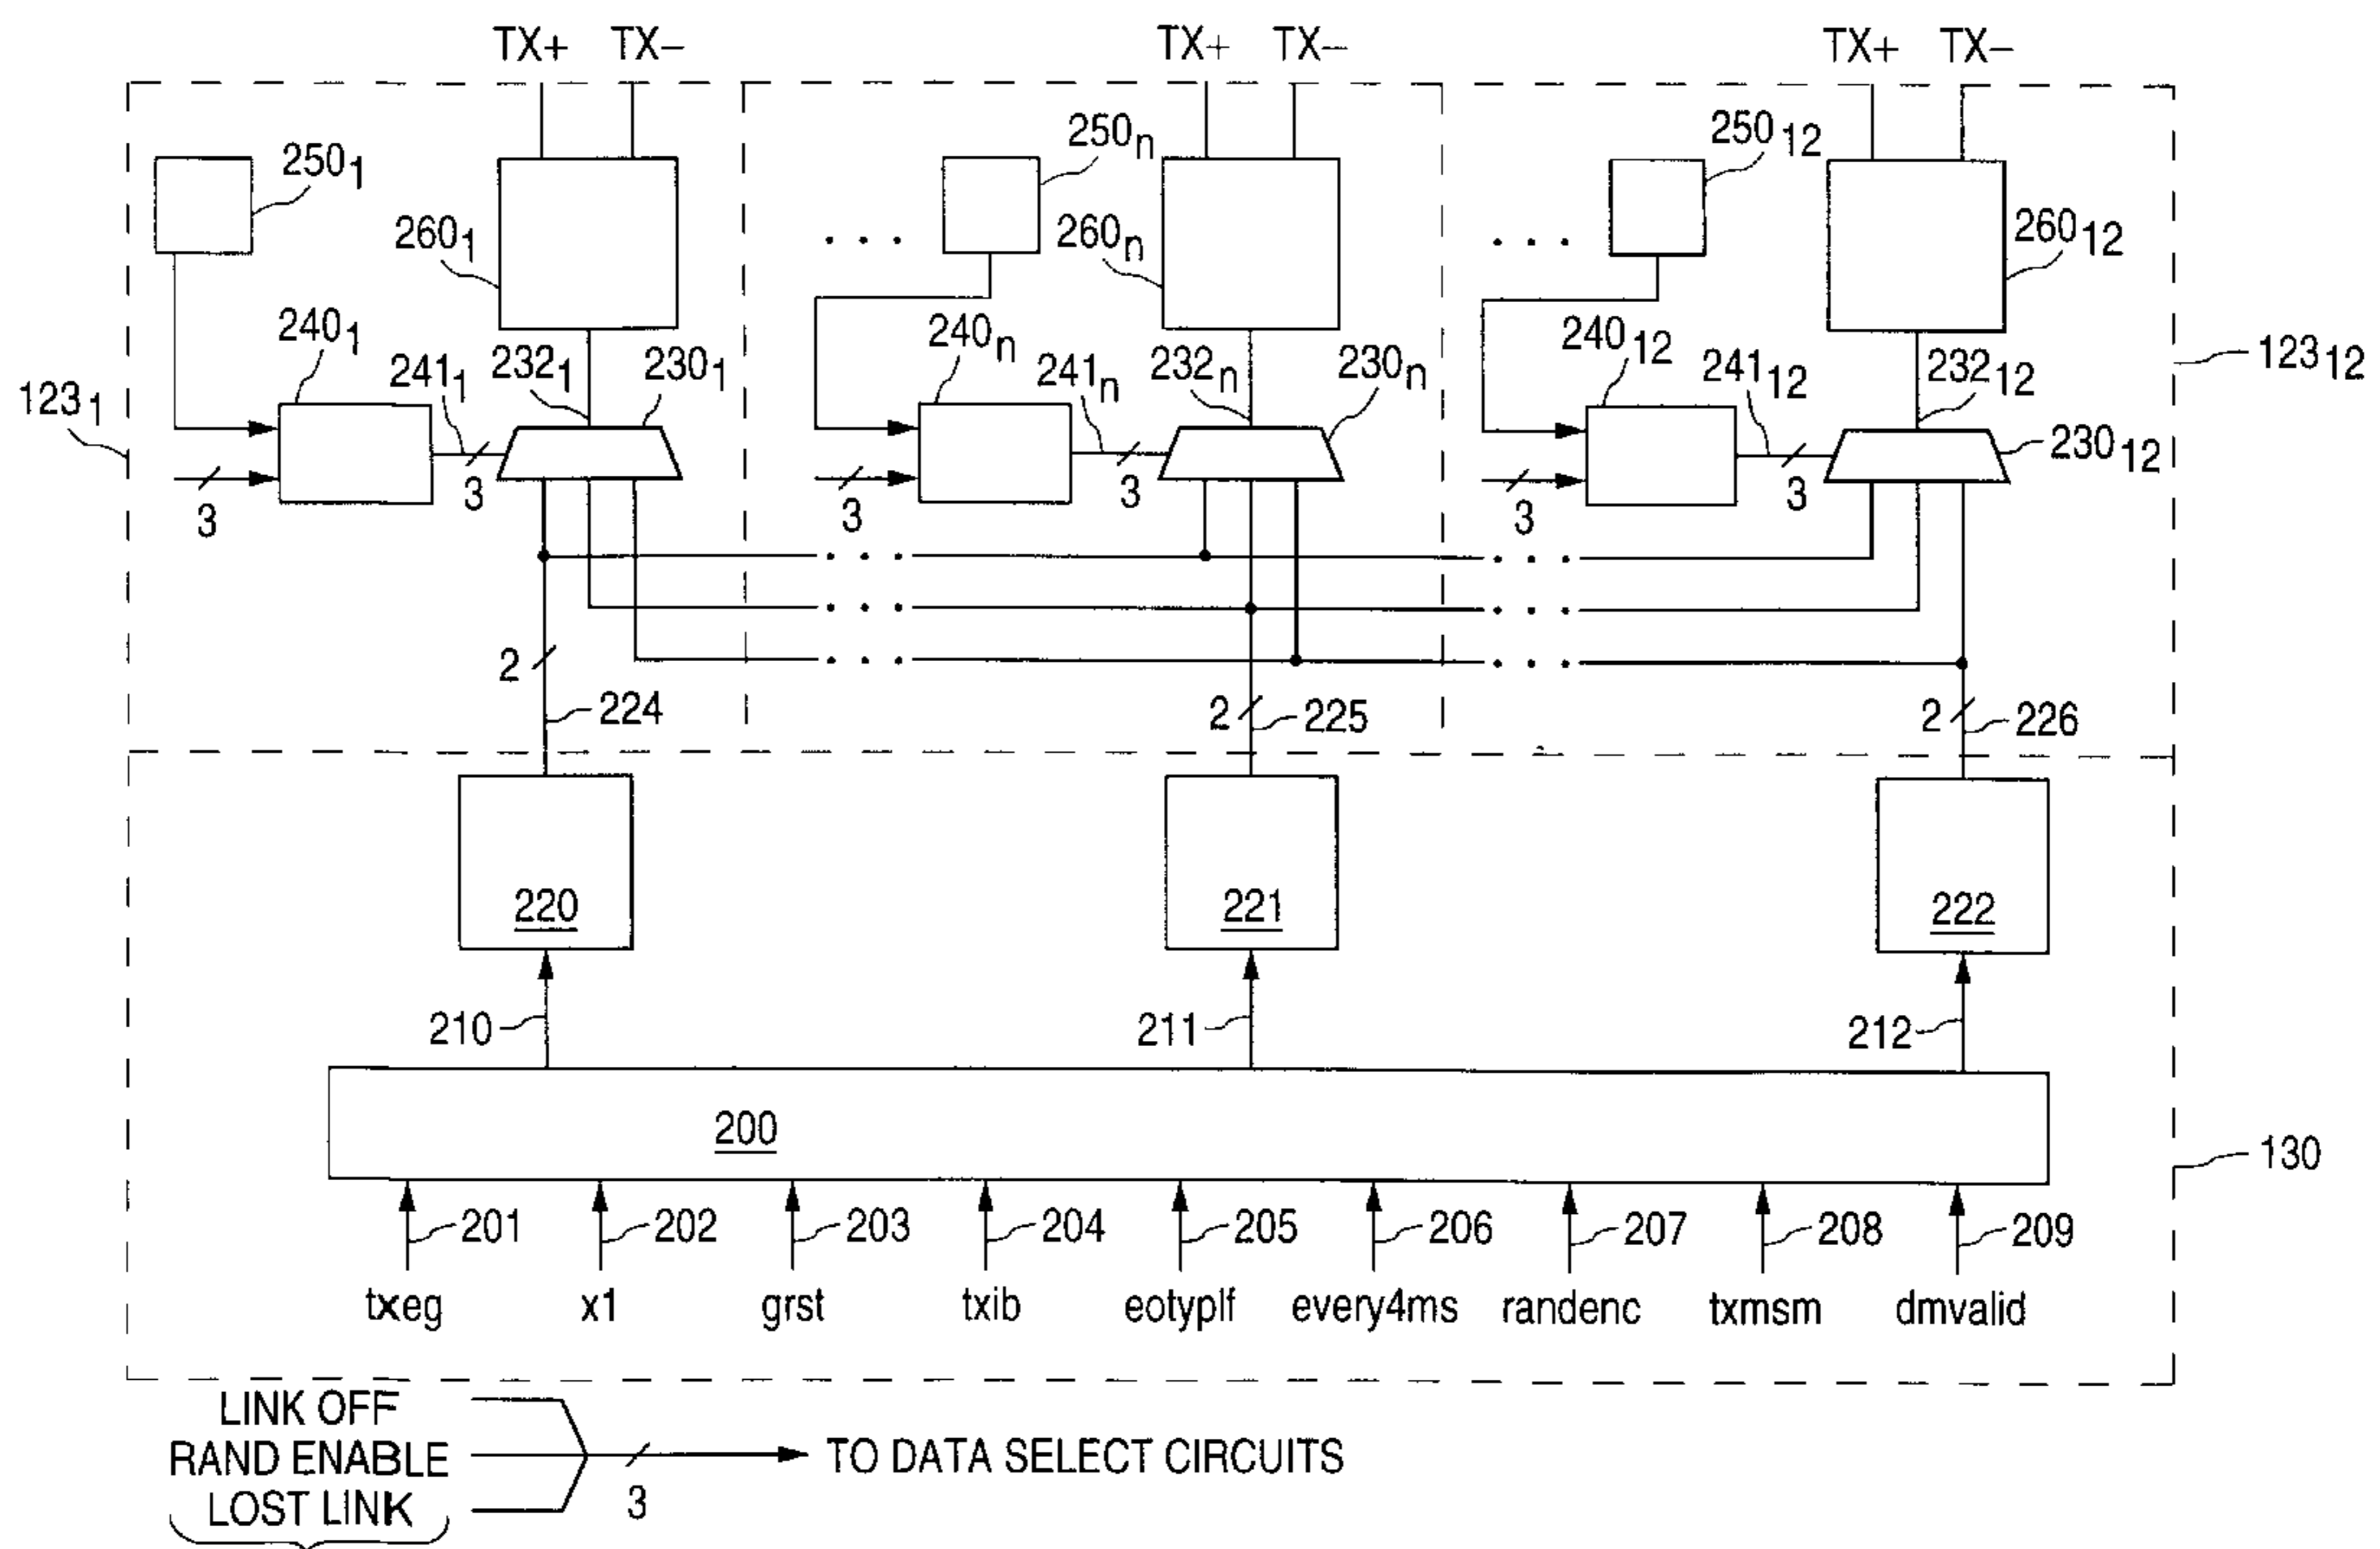 TX+ TX− TX+ TX− TX+ TX−
250₁ 250ₙ 250₁₂
260₁ 260ₙ 260₁₂
240₁ 241₁ 232₁ 230₁ 240ₙ 241ₙ 232ₙ 230ₙ 240₁₂ 241₁₂ 232₁₂ 123₁₂
123₁ 230₁₂
3 3 3 3 3 3
... ...
2 224 2 225 2 226
220 221 222
210 211 212
200
130
201 202 203 204 205 206 207 208 209
txeg x1 grst txib eotyplf every4ms randenc txmsm dmvalid
LINK OFF
RAND ENABLE TO DATA SELECT CIRCUITS
LOST LINK 3